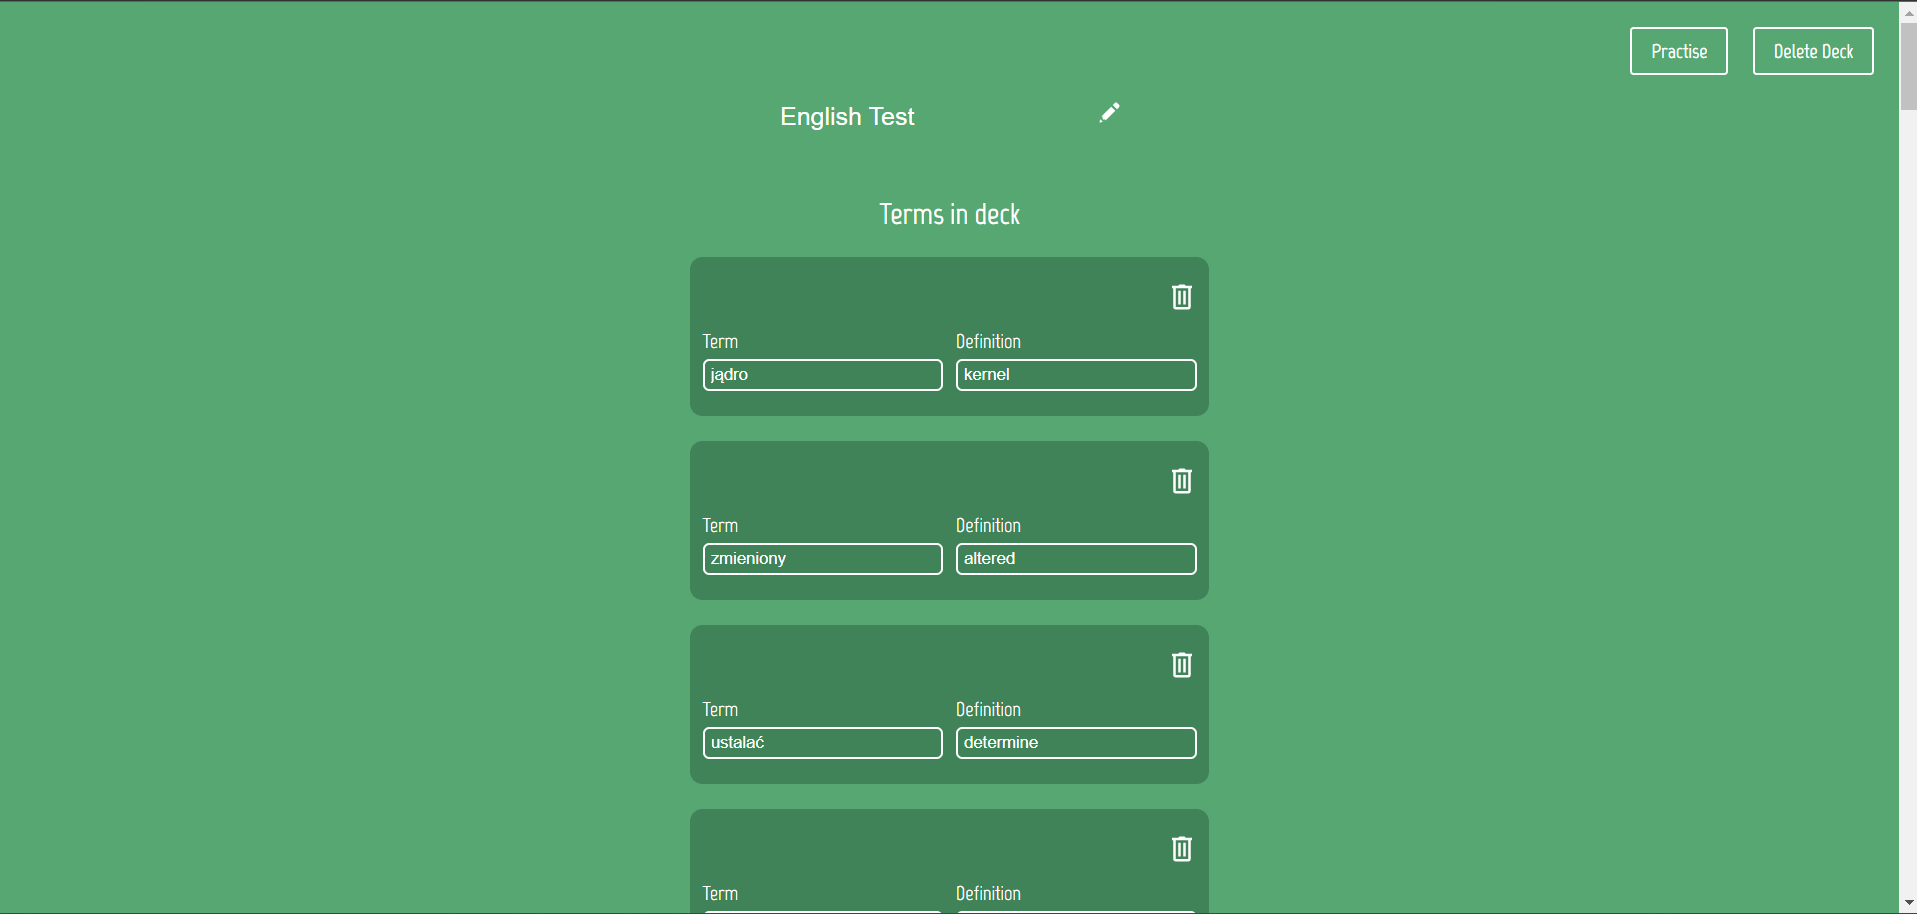 Practise Delete Deck
English Test
Terms in deck
Term Definition
jądro kernel
Term Definition
zmieniony altered
Term Definition
ustalać determine
Term Definition